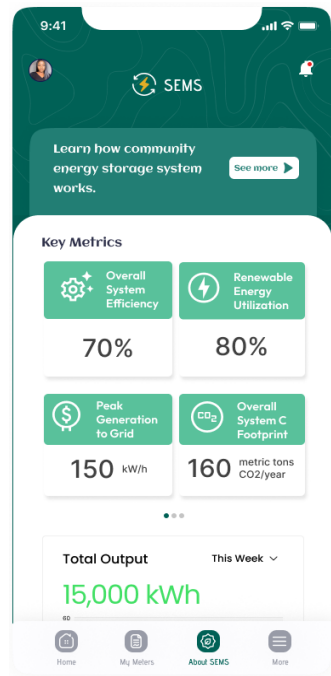 9:41
SEMS
Learn how community
energy storage system
works.
See more
Key Metrics
Overall
System
Efficiency
70%
Renewable
Energy
Utilization
80%
Peak
Generation
to Grid
150 kW/h
CO2
Overall
System C
Footprint
160 metric tons
CO2/year
Total Output
This Week
15,000 kWh
60
Home
My Meters
About SEMS
More